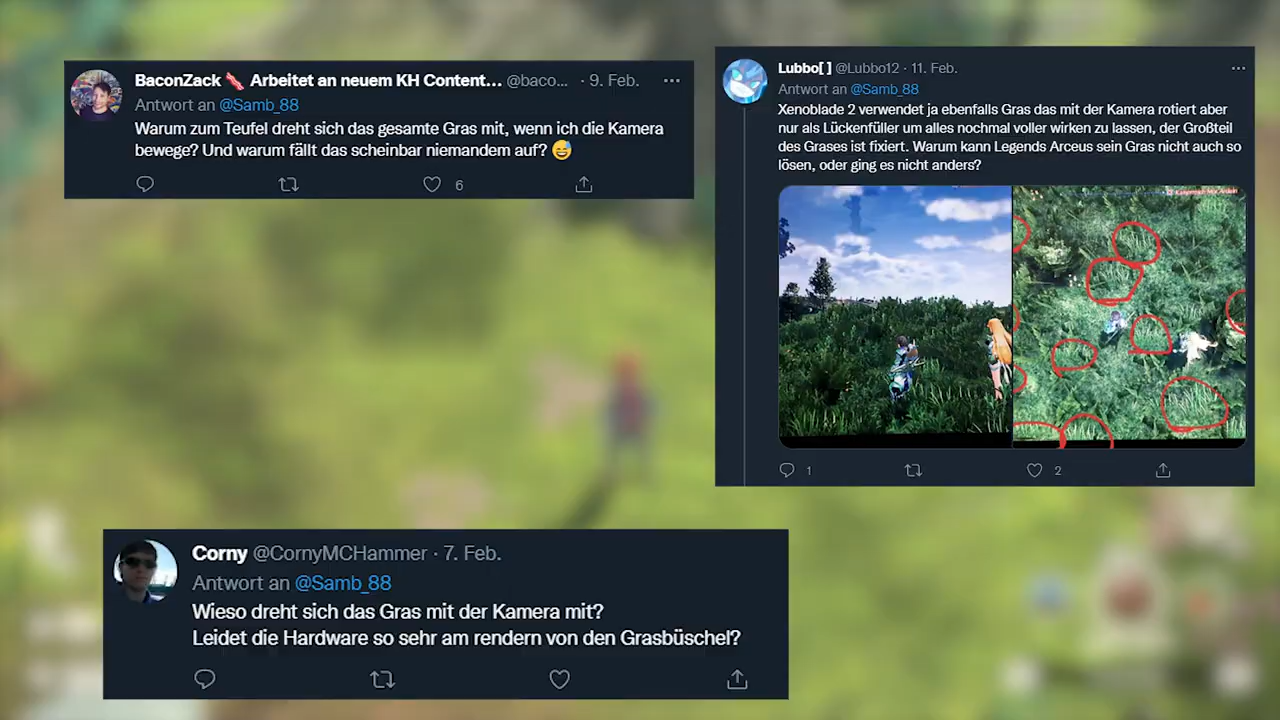 BaconZack 🥓 Arbeitet an neuem KH Content... @baco... · 9. Feb.
Antwort an @Samb_88
Warum zum Teufel dreht sich das gesamte Gras mit, wenn ich die Kamera
bewege? Und warum fällt das scheinbar niemandem auf? 😅
6
Lubbo[ ] @Lubbo12 · 11. Feb.
Antwort an @Samb_88
Xenoblade 2 verwendet ja ebenfalls Gras das mit der Kamera rotiert aber
nur als Lückenfüller um alles nochmal voller wirken zu lassen, der Großteil
des Grases ist fixiert. Warum kann Legends Arceus sein Gras nicht auch so
lösen, oder ging es nicht anders?
1 2
Corny @CornyMCHammer · 7. Feb.
Antwort an @Samb_88
Wieso dreht sich das Gras mit der Kamera mit?
Leidet die Hardware so sehr am rendern von den Grasbüschel?